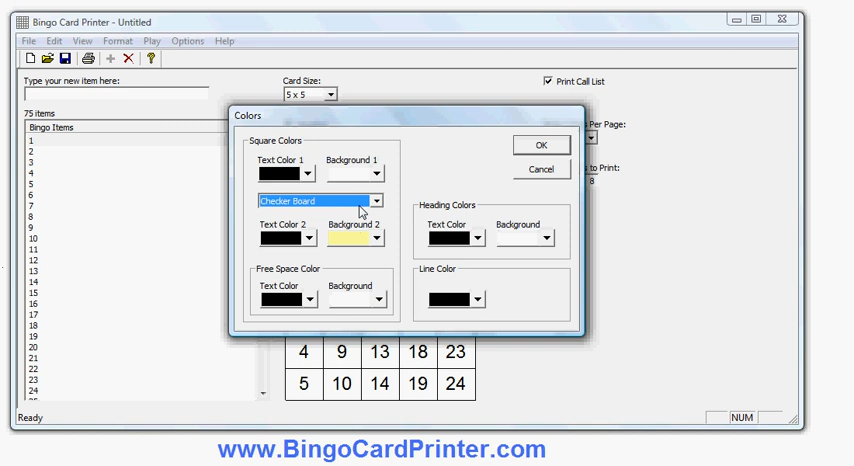 Bingo Card Printer - Untitled
File Edit View Format Play Options Help
Type your new item here:
Card Size:
5 x 5
Print Call List
75 items
Bingo Items
1
2
3
4
5
6
7
8
9
10
11
12
13
14
15
16
17
18
19
20
21
22
23
24
Per Page:
to Print:
8
Colors
Square Colors
Text Color 1 Background 1
Checker Board
Text Color 2 Background 2
Free Space Color
Text Color Background
OK
Cancel
Heading Colors
Text Color Background
Line Color
4 9 13 18 23
5 10 14 19 24
Ready
NUM
www.BingoCardPrinter.com